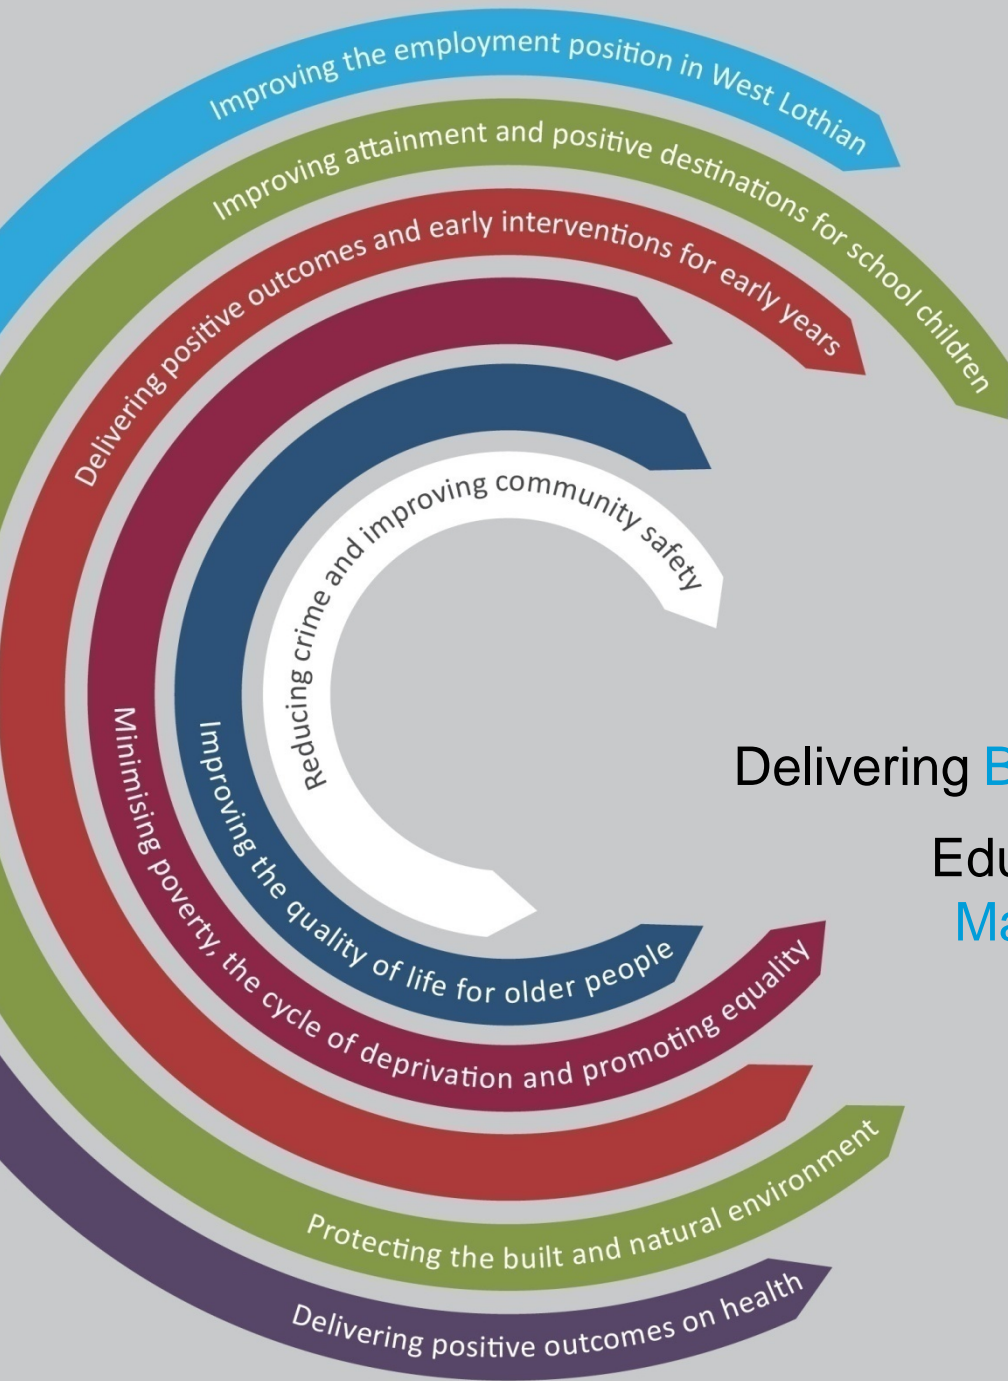 Improving the employment position in West Lothian
Improving attainment and positive destinations for school children
Delivering positive outcomes and early interventions for early years
Reducing crime and improving community safety
Improving the quality of life for older people
Minimising poverty, the cycle of deprivation and promoting equality
Protecting the built and natural environment
Delivering positive outcomes on health
Delivering